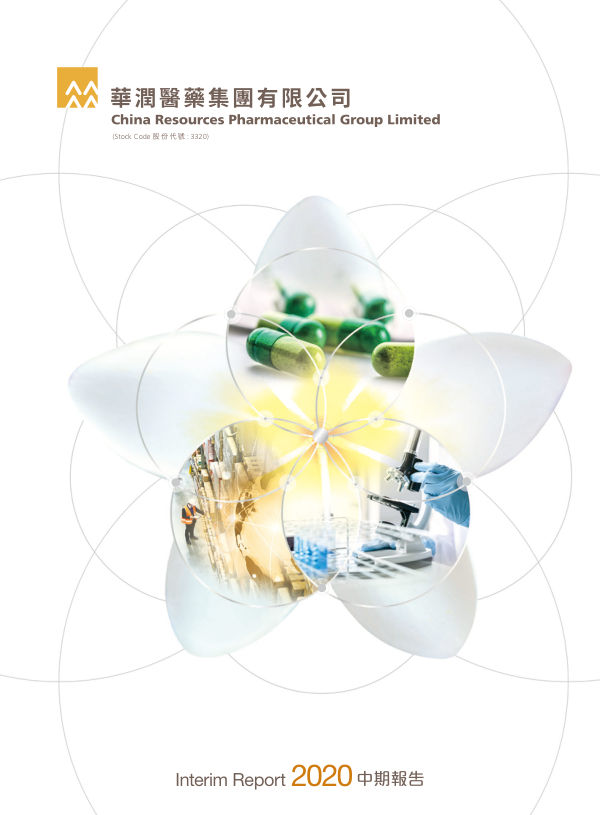 華潤醫藥集團有限公司
China Resources Pharmaceutical Group Limited
(Stock Code 股份代號 : 3320)
Interim Report 2020 中期報告